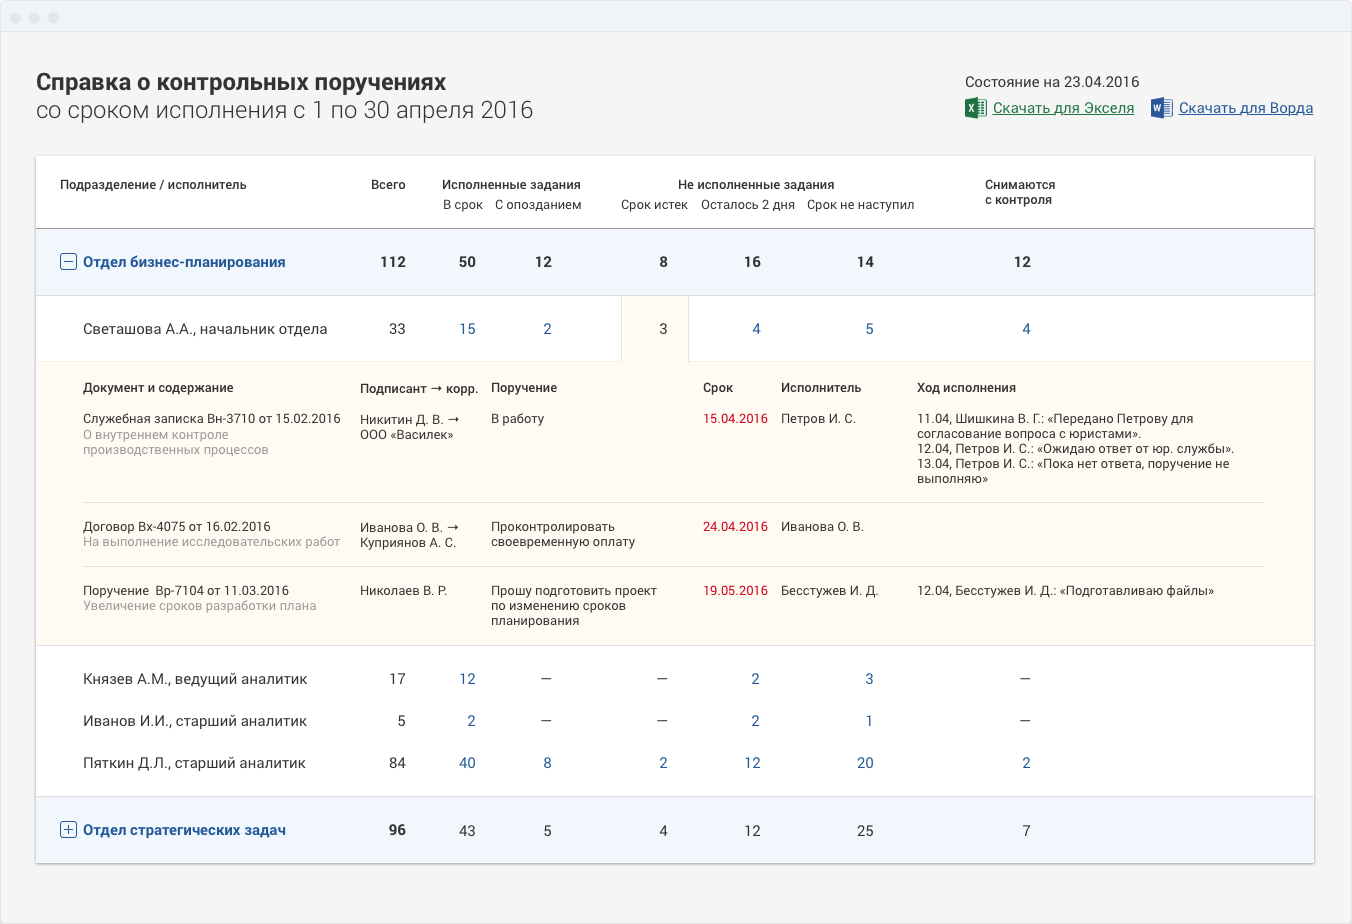 Справка о контрольных поручениях
со сроком исполнения с 1 по 30 апреля 2016
Состояние на 23.04.2016
Скачать для Экселя Скачать для Ворда
Подразделение / исполнитель Всего Исполненные задания Не исполненные задания Снимаются
В срок С опозданием Срок истек Осталось 2 дня Срок не наступил с контроля
Отдел бизнес-планирования 112 50 12 8 16 14 12
Светашова А.А., начальник отдела 33 15 2 3 4 5 4
Документ и содержание Подписант → корр. Поручение Срок Исполнитель Ход исполнения
Служебная записка Вн-3710 от 15.02.2016 Никитин Д. В. → В работу 15.04.2016 Петров И. С. 11.04, Шишкина В. Г.: «Передано Петрову для
О внутреннем контроле ООО «Василек» согласование вопроса с юристами».
производственных процессов 12.04, Петров И. С.: «Ожидаю ответ от юр. службы».
13.04, Петров И. С.: «Пока нет ответа, поручение не
выполняю»
Договор Вх-4075 от 16.02.2016 Иванова О. В. → Проконтролировать 24.04.2016 Иванова О. В.
На выполнение исследовательских работ Куприянов А. С. своевременную оплату
Поручение Вр-7104 от 11.03.2016 Николаев В. Р. Прошу подготовить проект 19.05.2016 Бесстужев И. Д. 12.04, Бесстужев И. Д.: «Подготавливаю файлы»
Увеличение сроков разработки плана по изменению сроков
планирования
Князев А.М., ведущий аналитик 17 12 — — 2 3 —
Иванов И.И., старший аналитик 5 2 — — 2 1 —
Пяткин Д.Л., старший аналитик 84 40 8 2 12 20 2
Отдел стратегических задач 96 43 5 4 12 25 7